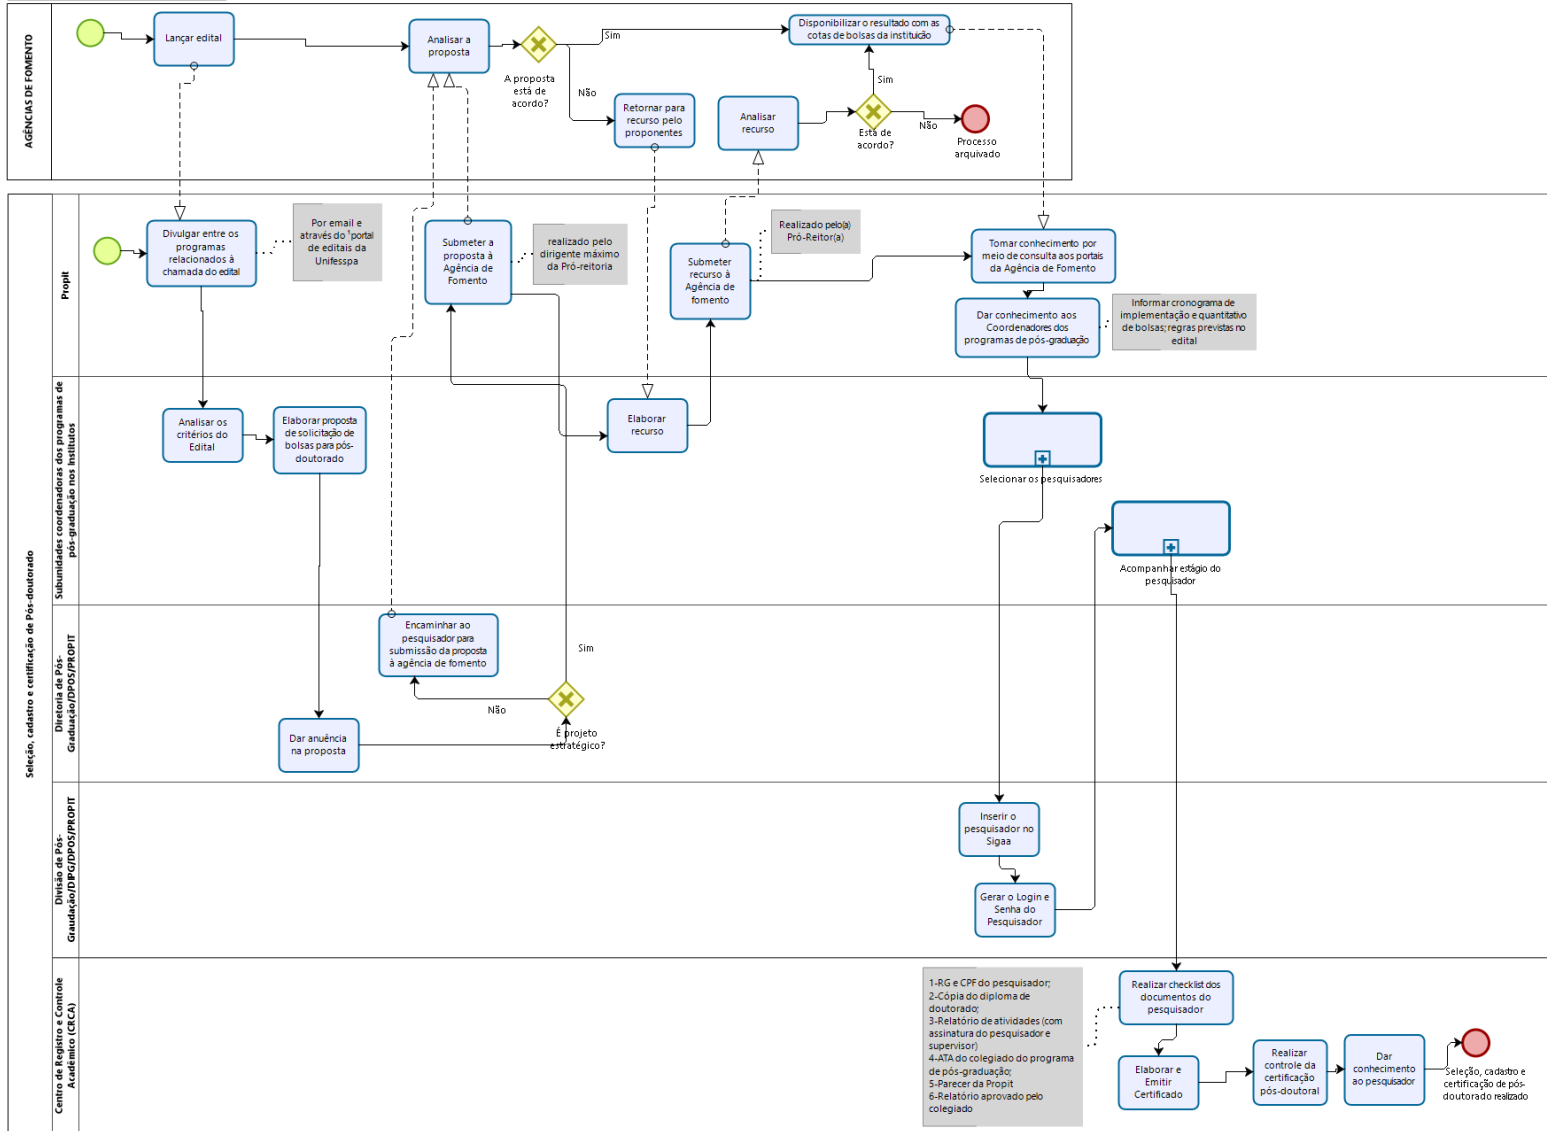 AGÊNCIAS DE FOMENTO
Lançar edital
Analisar a
proposta
A proposta
está de
acordo?
Sim
Não
Retornar para
recurso pelo
proponentes
Disponibilizar o resultado com as
cotas de bolsas da instituicão
Analisar
recurso
Sim
Está de
acordo?
Não
Processo
arquivado
Seleção, cadastro e certificação de Pós-doutorado
Propit
Divulgar entre os
programas
relacionados à
chamada do edital
Por email e
através do "portal
de editais da
Unifesspa
Submeter a
proposta à
Agência de
Fomento
realizado pelo
dirigente máximo
da Pró-reitoria
Submeter
recurso à
Agência de
fomento
Realizado pelo(a)
Pró-Reitor(a)
Tomar conhecimento por
meio de consulta aos portais
da Agência de Fomento
Dar conhecimento aos
Coordenadores dos
programas de pós-graduação
Informar cronograma de
implementação e quantitativo
de bolsas; regras previstas no
edital
Subunidades coordenadoras dos programas de
pós-graduação nos Institutos
Analisar os
critérios do
Edital
Elaborar proposta
de solicitação de
bolsas para pós-
doutorado
Elaborar
recurso
Selecionar os pesquisadores
Acompanhar estágio do
pesquisador
Diretoria de Pós-
Graduação/DPOS/PROPIT
Encaminhar ao
pesquisador para
submissão da proposta
à agência de fomento
Sim
Não
É projeto
estratégico?
Dar anuência
na proposta
Divisão de Pós-
Graudação/DIPG/DPOS/PROPIT
Inserir o
pesquisador no
Sigaa
Gerar o Login e
Senha do
Pesquisador
Centro de Registro e Controle
Acadêmico (CRCA)
1-RG e CPF do pesquisador;
2-Cópia do diploma de
doutorado;
3-Relatório de atividades (com
assinatura do pesquisador e
supervisor)
4-ATA do colegiado do programa
de pós-graduação;
5-Parecer da Propit
6-Relatório aprovado pelo
colegiado
Realizar checklist dos
documentos do
pesquisador
Elaborar e
Emitir
Certificado
Realizar
controle da
certificação
pós-doutoral
Dar
conhecimento
ao pesquisador
Seleção, cadastro e
certificação de pós-
doutorado realizado